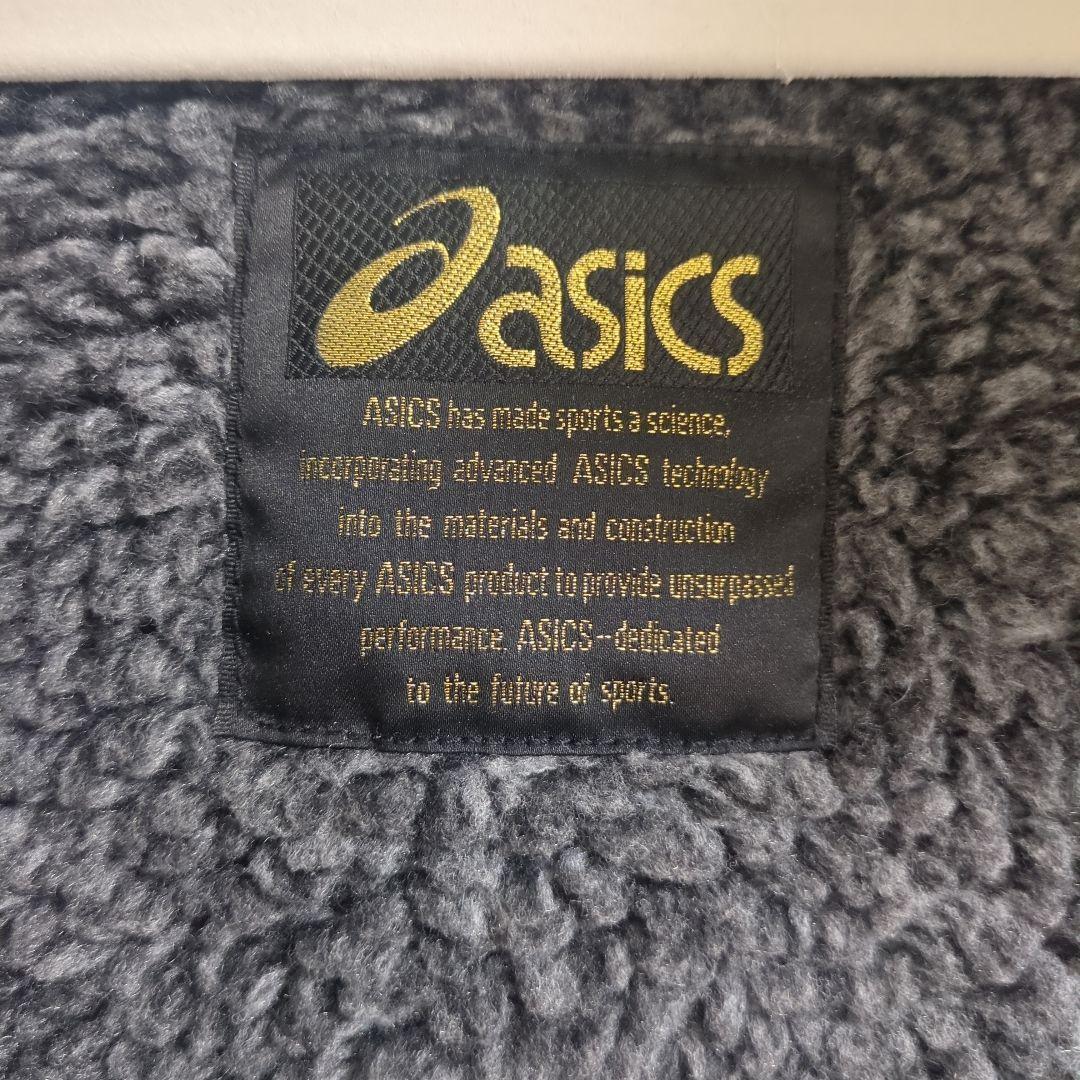 asics
ASICS has made sports a science,
incorporating advanced ASICS technology
into the materials and construction
of every ASICS product to provide unsurpassed
performance. ASICS-dedicated
to the future of sports.